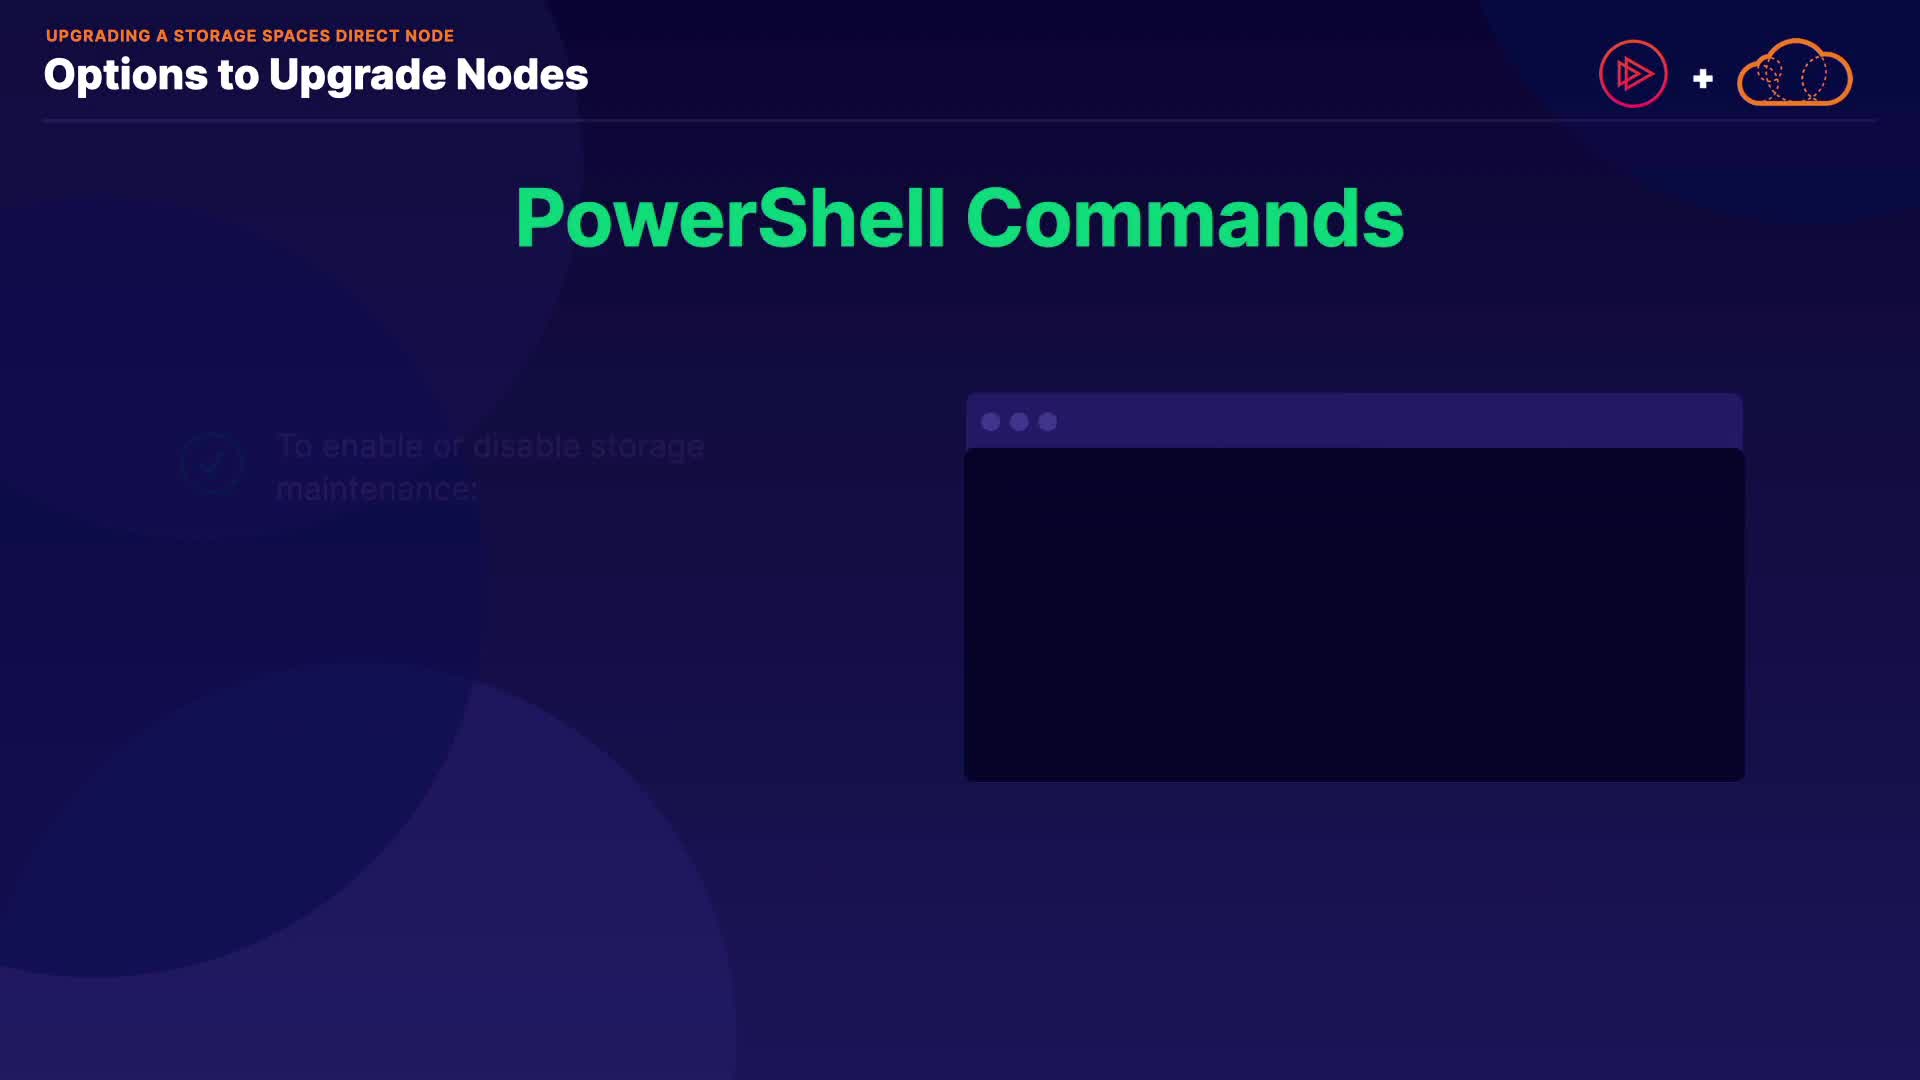 UPGRADING A STORAGE SPACES DIRECT NODE
Options to Upgrade Nodes
PowerShell Commands
To enable or disable storage
maintenance: